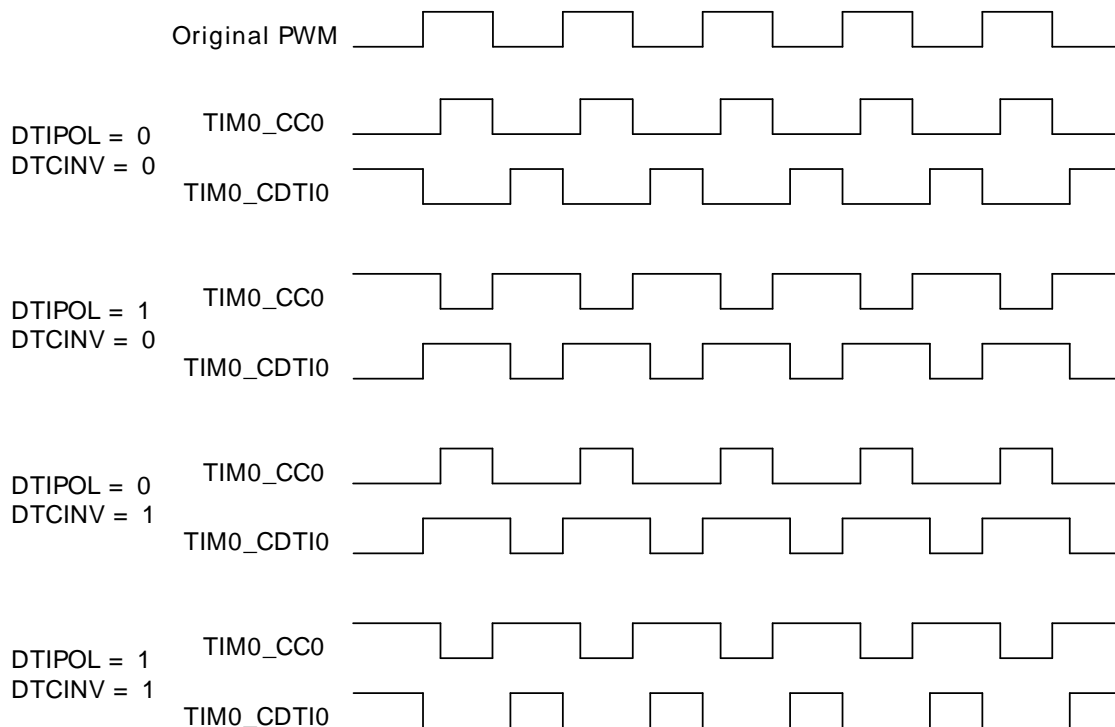 Original PWM
DTIPOL = 0
DTCINV = 0
TIM0_CC0
TIM0_CDTI0
DTIPOL = 1
DTCINV = 0
TIM0_CC0
TIM0_CDTI0
DTIPOL = 0
DTCINV = 1
TIM0_CC0
TIM0_CDTI0
DTIPOL = 1
DTCINV = 1
TIM0_CC0
TIM0_CDTI0